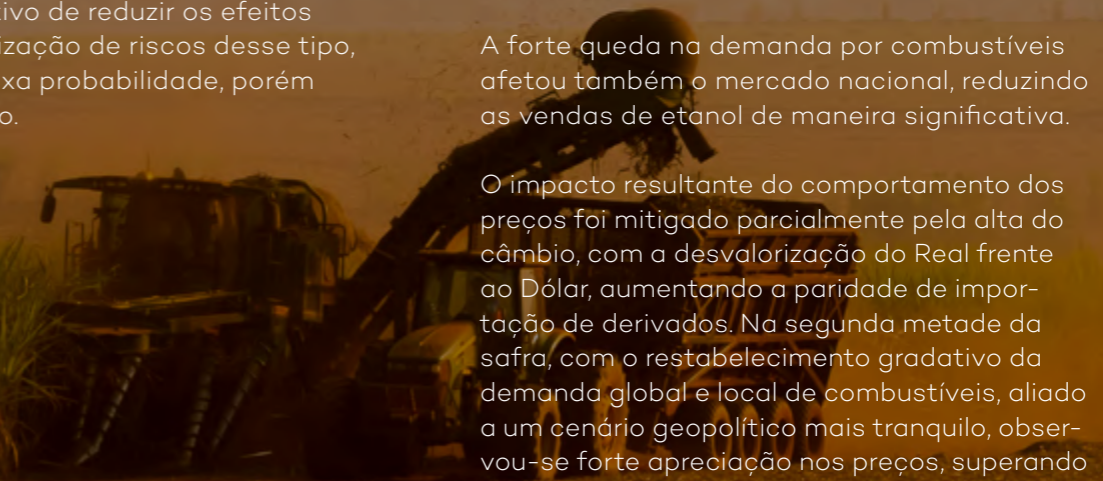 tivo de reduzir os efeitos
ização de riscos desse tipo,
xa probabilidade, porém
o.
A forte queda na demanda por combustíveis
afetou também o mercado nacional, reduzindo
as vendas de etanol de maneira significativa.
O impacto resultante do comportamento dos
preços foi mitigado parcialmente pela alta do
câmbio, com a desvalorização do Real frente
ao Dólar, aumentando a paridade de impor-
tação de derivados. Na segunda metade da
safra, com o restabelecimento gradativo da
demanda global e local de combustíveis, aliado
a um cenário geopolítico mais tranquilo, obser-
vou-se forte apreciação nos preços, superando